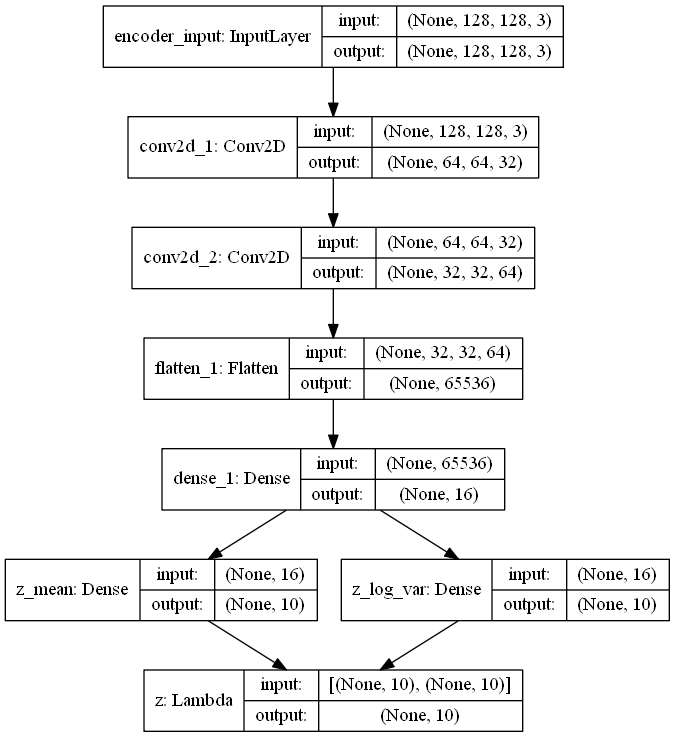 encoder_input: InputLayer
input:
(None, 128, 128, 3)
output:
(None, 128, 128, 3)
conv2d_1: Conv2D
input:
(None, 128, 128, 3)
output:
(None, 64, 64, 32)
conv2d_2: Conv2D
input:
(None, 64, 64, 32)
output:
(None, 32, 32, 64)
flatten_1: Flatten
input:
(None, 32, 32, 64)
output:
(None, 65536)
dense_1: Dense
input:
(None, 65536)
output:
(None, 16)
z_mean: Dense
input:
(None, 16)
output:
(None, 10)
z_log_var: Dense
input:
(None, 16)
output:
(None, 10)
z: Lambda
input:
[(None, 10), (None, 10)]
output:
(None, 10)